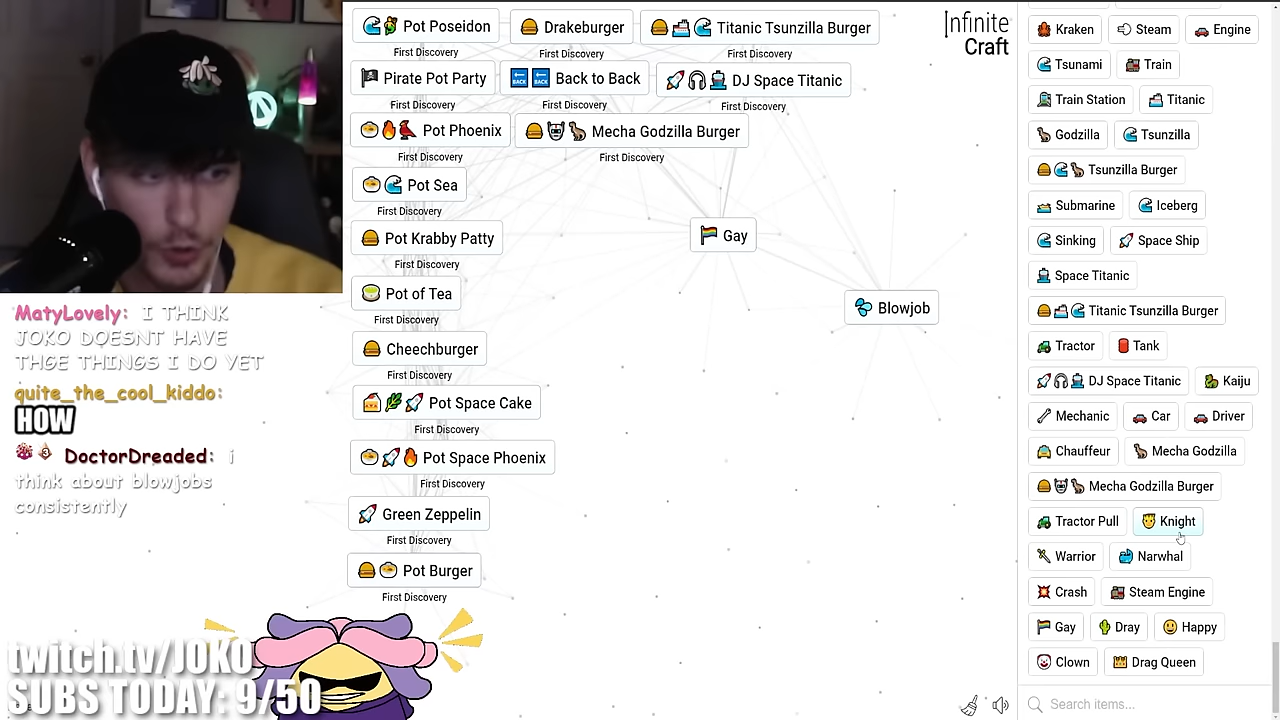 Pot Poseidon
First Discovery
Drakeburger
First Discovery
Titanic Tsunzilla Burger
First Discovery
Pirate Pot Party
First Discovery
BACK BACK Back to Back
First Discovery
DJ Space Titanic
First Discovery
Pot Phoenix
First Discovery
Mecha Godzilla Burger
First Discovery
Pot Sea
First Discovery
Pot Krabby Patty
First Discovery
Pot of Tea
First Discovery
Cheechburger
First Discovery
Pot Space Cake
First Discovery
Pot Space Phoenix
First Discovery
Green Zeppelin
First Discovery
Pot Burger
First Discovery
Gay
Blowjob
Infinite
Craft
MatyLovely: I THINK
JOKO DOESNT HAVE
THGE THINGS I DO YET
quite_the_cool_kiddo:
HOW
DoctorDreaded: i
think about blowjobs
consistently
twitch.tv/JOKO
SUBS TODAY: 9/50
Kraken
Steam
Engine
Tsunami
Train
Train Station
Titanic
Godzilla
Tsunzilla
Tsunzilla Burger
Submarine
Iceberg
Sinking
Space Ship
Space Titanic
Titanic Tsunzilla Burger
Tractor
Tank
DJ Space Titanic
Kaiju
Mechanic
Car
Driver
Chauffeur
Mecha Godzilla
Mecha Godzilla Burger
Tractor Pull
Knight
Warrior
Narwhal
Crash
Steam Engine
Gay
Dray
Happy
Clown
Drag Queen
Search items...